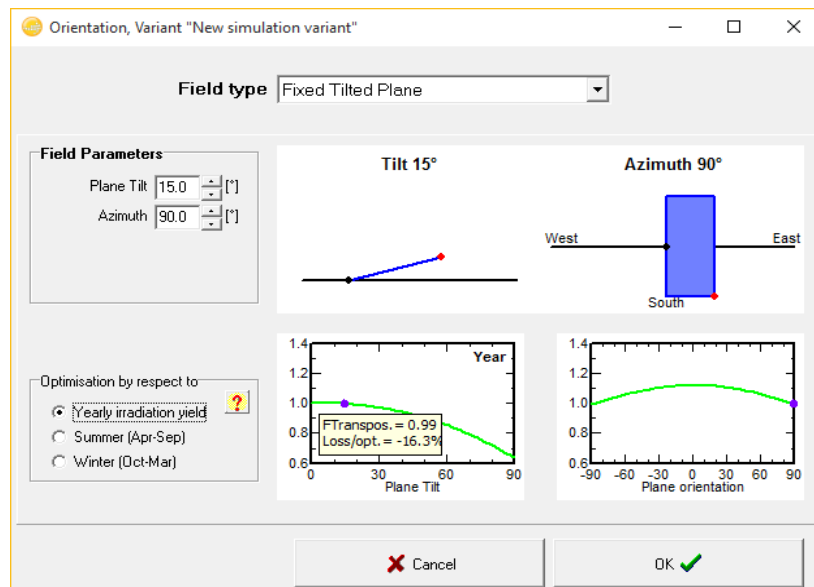 Orientation, Variant "New simulation variant"
Field type Fixed Tilted Plane
Field Parameters
Plane Tilt 15.0 [°]
Azimuth 90.0 [°]
Tilt 15°
Azimuth 90°
West
East
South
Optimisation by respect to
?
Yearly irradiation yield
Summer (Apr-Sep)
Winter (Oct-Mar)
Year
1.4
1.2
1.0
0.8
0.6
FTranspos.= 0.99
Loss/opt.= -16.3%
0 30 60 90
Plane Tilt
1.4
1.2
1.0
0.8
0.6
-90 -60 -30 0 30 60 90
Plane orientation
Cancel
OK